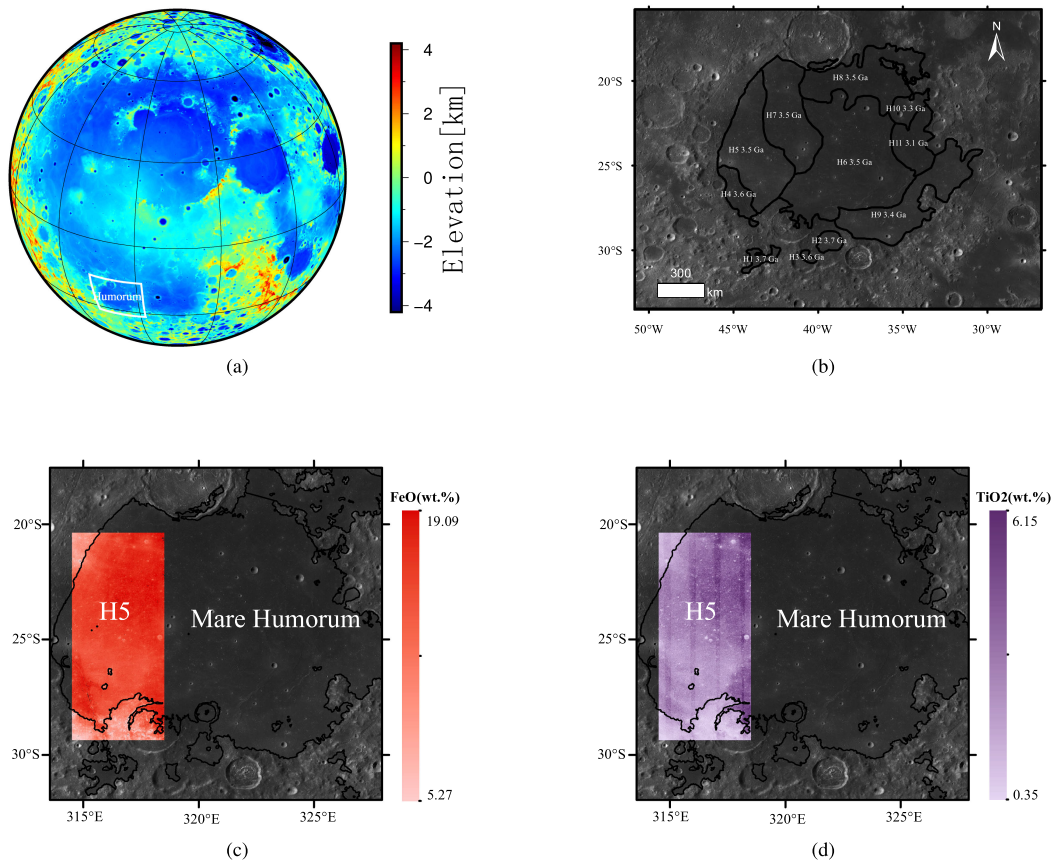 4
2
0
−2
−4
Elevation[km]
Humorum
(a)
N
20°S
25°S
30°S
H8 3.5 Ga
H10 3.3 Ga
H7 3.5 Ga
H11 3.1 Ga
H5 3.5 Ga
H6 3.5 Ga
H4 3.6 Ga
H9 3.4 Ga
H2 3.7 Ga
H1 3.7 Ga
H3 3.6 Ga
300
km
50°W
45°W
40°W
35°W
30°W
(b)
FeO(wt.%)
19.09
5.27
20°S
25°S
30°S
H5
Mare Humorum
315°E
320°E
325°E
(c)
TiO2(wt.%)
6.15
0.35
20°S
25°S
30°S
H5
Mare Humorum
315°E
320°E
325°E
(d)